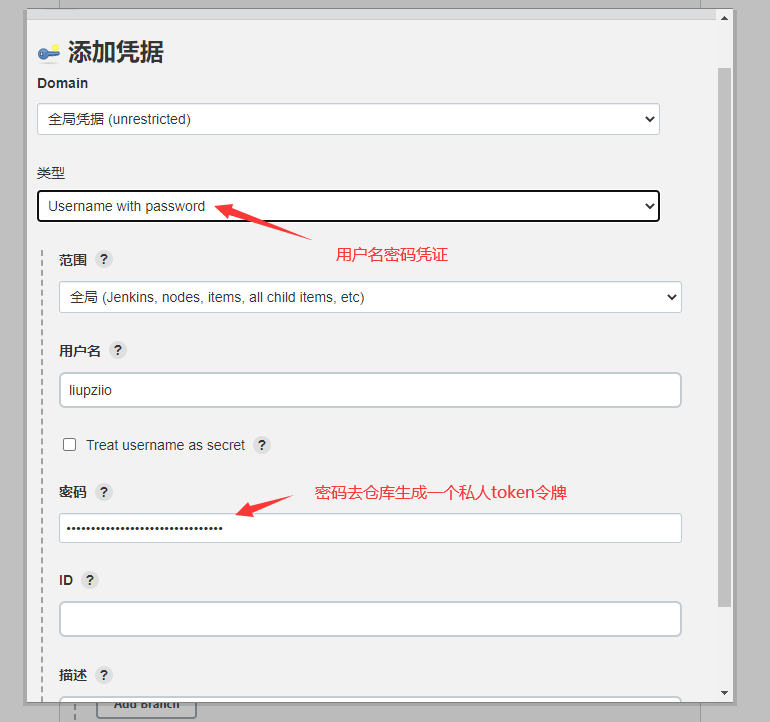 添加凭据
Domain
全局凭据 (unrestricted)
类型
Username with password
用户名密码凭证
范围 ?
全局 (Jenkins, nodes, items, all child items, etc)
用户名 ?
liupziio
Treat username as secret ?
密码 ?
密码去仓库生成一个私人token令牌
••••••••••••••••••••••••••••••••
ID ?
描述 ?
Add Branch